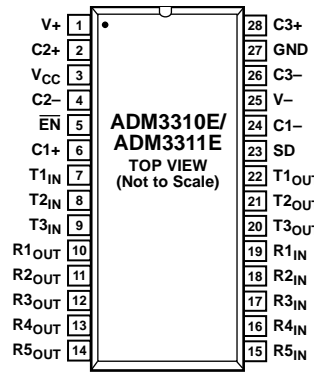 V+ 1
C2+ 2
VCC 3
C2– 4
EN 5
C1+ 6
T1IN 7
T2IN 8
T3IN 9
R1OUT 10
R2OUT 11
R3OUT 12
R4OUT 13
R5OUT 14
ADM3310E/
ADM3311E
TOP VIEW
(Not to Scale)
28 C3+
27 GND
26 C3–
25 V–
24 C1–
23 SD
22 T1OUT
21 T2OUT
20 T3OUT
19 R1IN
18 R2IN
17 R3IN
16 R4IN
15 R5IN